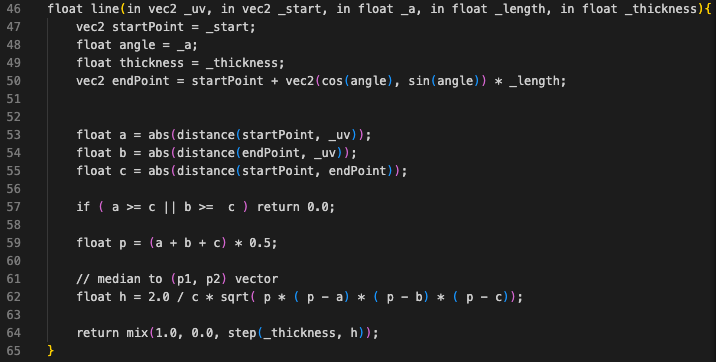 46 float line(in vec2 _uv, in vec2 _start, in float _a, in float _length, in float _thickness){
47     vec2 startPoint = _start;
48     float angle = _a;
49     float thickness = _thickness;
50     vec2 endPoint = startPoint + vec2(cos(angle), sin(angle)) * _length;
51
52
53     float a = abs(distance(startPoint, _uv));
54     float b = abs(distance(endPoint, _uv));
55     float c = abs(distance(startPoint, endPoint));
56
57     if ( a >= c || b >=  c ) return 0.0;
58
59     float p = (a + b + c) * 0.5;
60
61     // median to (p1, p2) vector
62     float h = 2.0 / c * sqrt( p * ( p - a) * ( p - b) * ( p - c));
63
64     return mix(1.0, 0.0, step(_thickness, h));
65 }